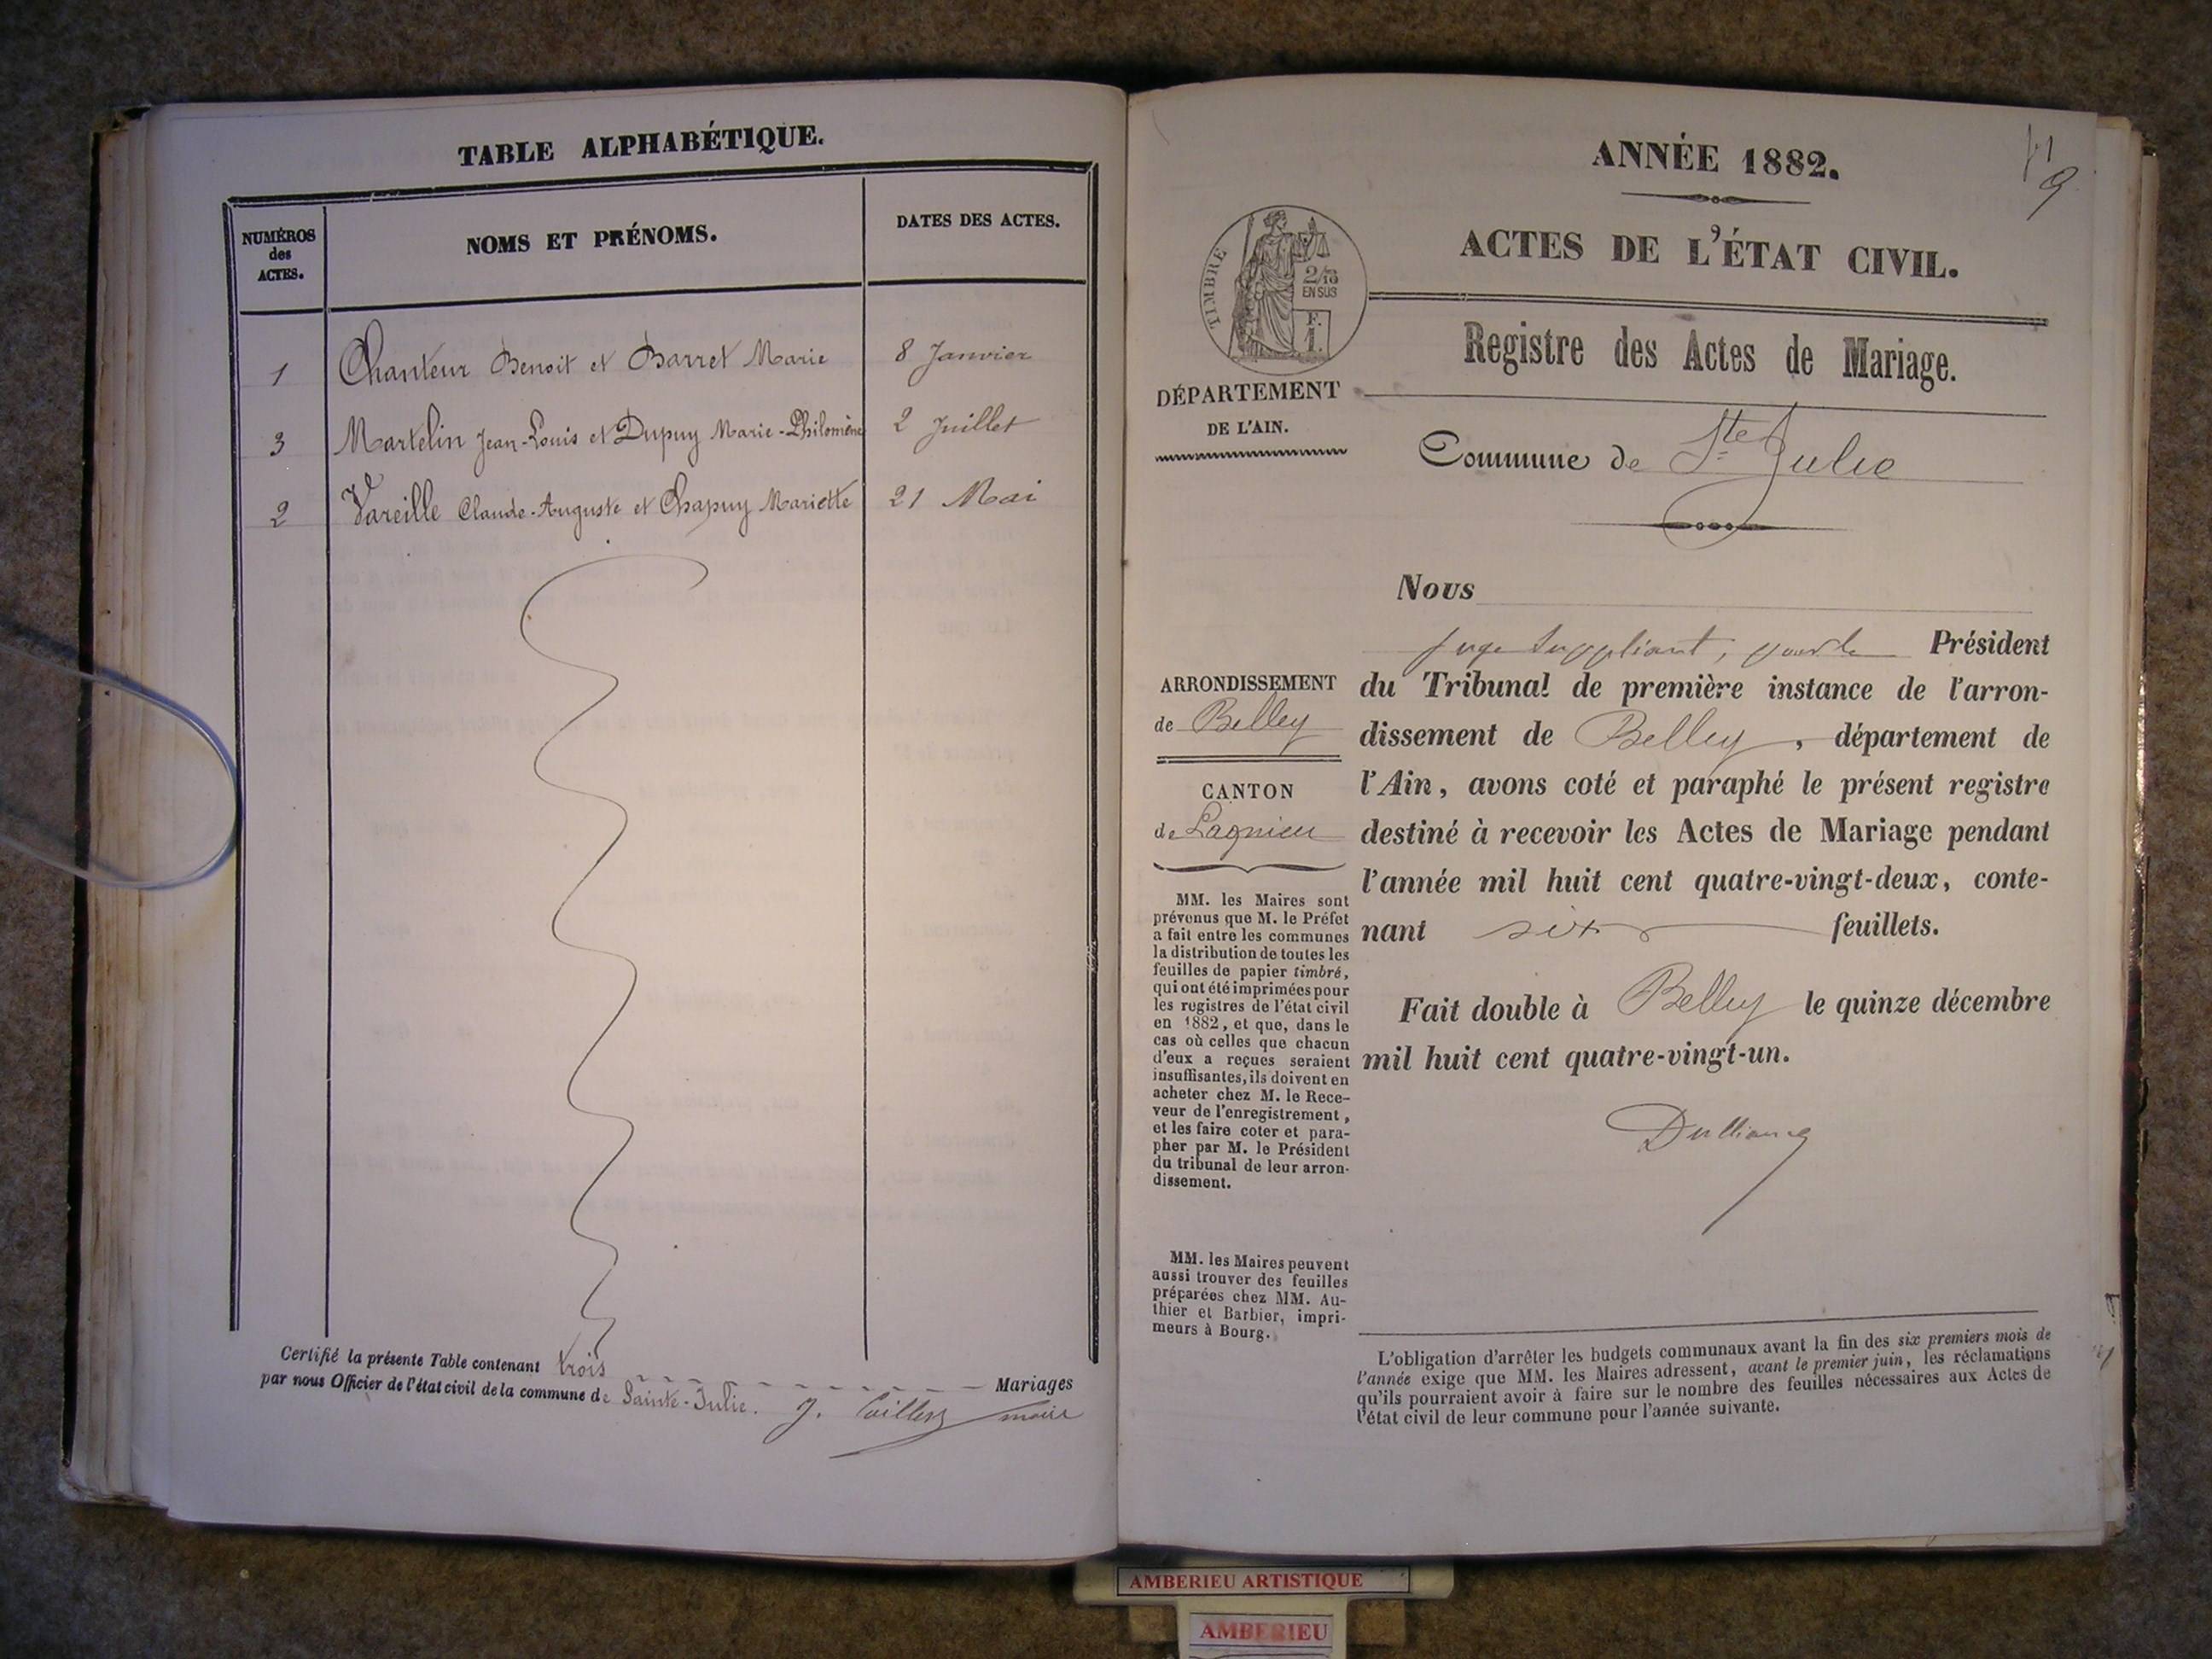 TABLE ALPHABÉTIQUE.
NUMÉROS
des
ACTES.
NOMS ET PRÉNOMS.
DATES DES ACTES.
1 Chanteur Benoit et Barret Marie 8 Janvier
3 Martelin Jean-Louis et Dupuy Marie-Philomène 2 Juillet
2 Vareille Claude-Auguste et Chapuy Mariette 21 Mai
Certifié la présente Table contenant trois Mariages
par nous Officier de l'état civil de la commune de Sainte-Julie. J. maire
ANNÉE 1882.
9
ACTES DE L'ÉTAT CIVIL.
TIMBRE
2/10
EN SUS
F.
1.
Registre des Actes de Mariage.
DÉPARTEMENT
DE L'AIN.
Commune de Ste Julie
Nous
juge suppléant, pour le Président
du Tribunal de première instance de l'arron-
dissement de Belley, département de
l'Ain, avons coté et paraphé le présent registre
destiné à recevoir les Actes de Mariage pendant
l'année mil huit cent quatre-vingt-deux, conte-
nant six feuillets.
Fait double à Belley le quinze décembre
mil huit cent quatre-vingt-un.
ARRONDISSEMENT
de Belley
CANTON
de Lagnieu
MM. les Maires sont
prévenus que M. le Préfet
a fait entre les communes
la distribution de toutes les
feuilles de papier timbré,
qui ont été imprimées pour
les registres de l'état civil
en 1882, et que, dans le
cas où celles que chacun
d'eux a reçues seraient
insuffisantes, ils doivent en
acheter chez M. le Rece-
veur de l'enregistrement,
et les faire coter et para-
pher par M. le Président
du tribunal de leur arron-
dissement.
MM. les Maires peuvent
aussi trouver des feuilles
préparées chez MM. Au-
thier et Barbier, impri-
meurs à Bourg.
L'obligation d'arrêter les budgets communaux avant la fin des six premiers mois de
l'année exige que MM. les Maires adressent, avant le premier juin, les réclamations
qu'ils pourraient avoir à faire sur le nombre des feuilles nécessaires aux Actes de
l'état civil de leur commune pour l'année suivante.
AMBERIEU ARTISTIQUE
AMBERIEU